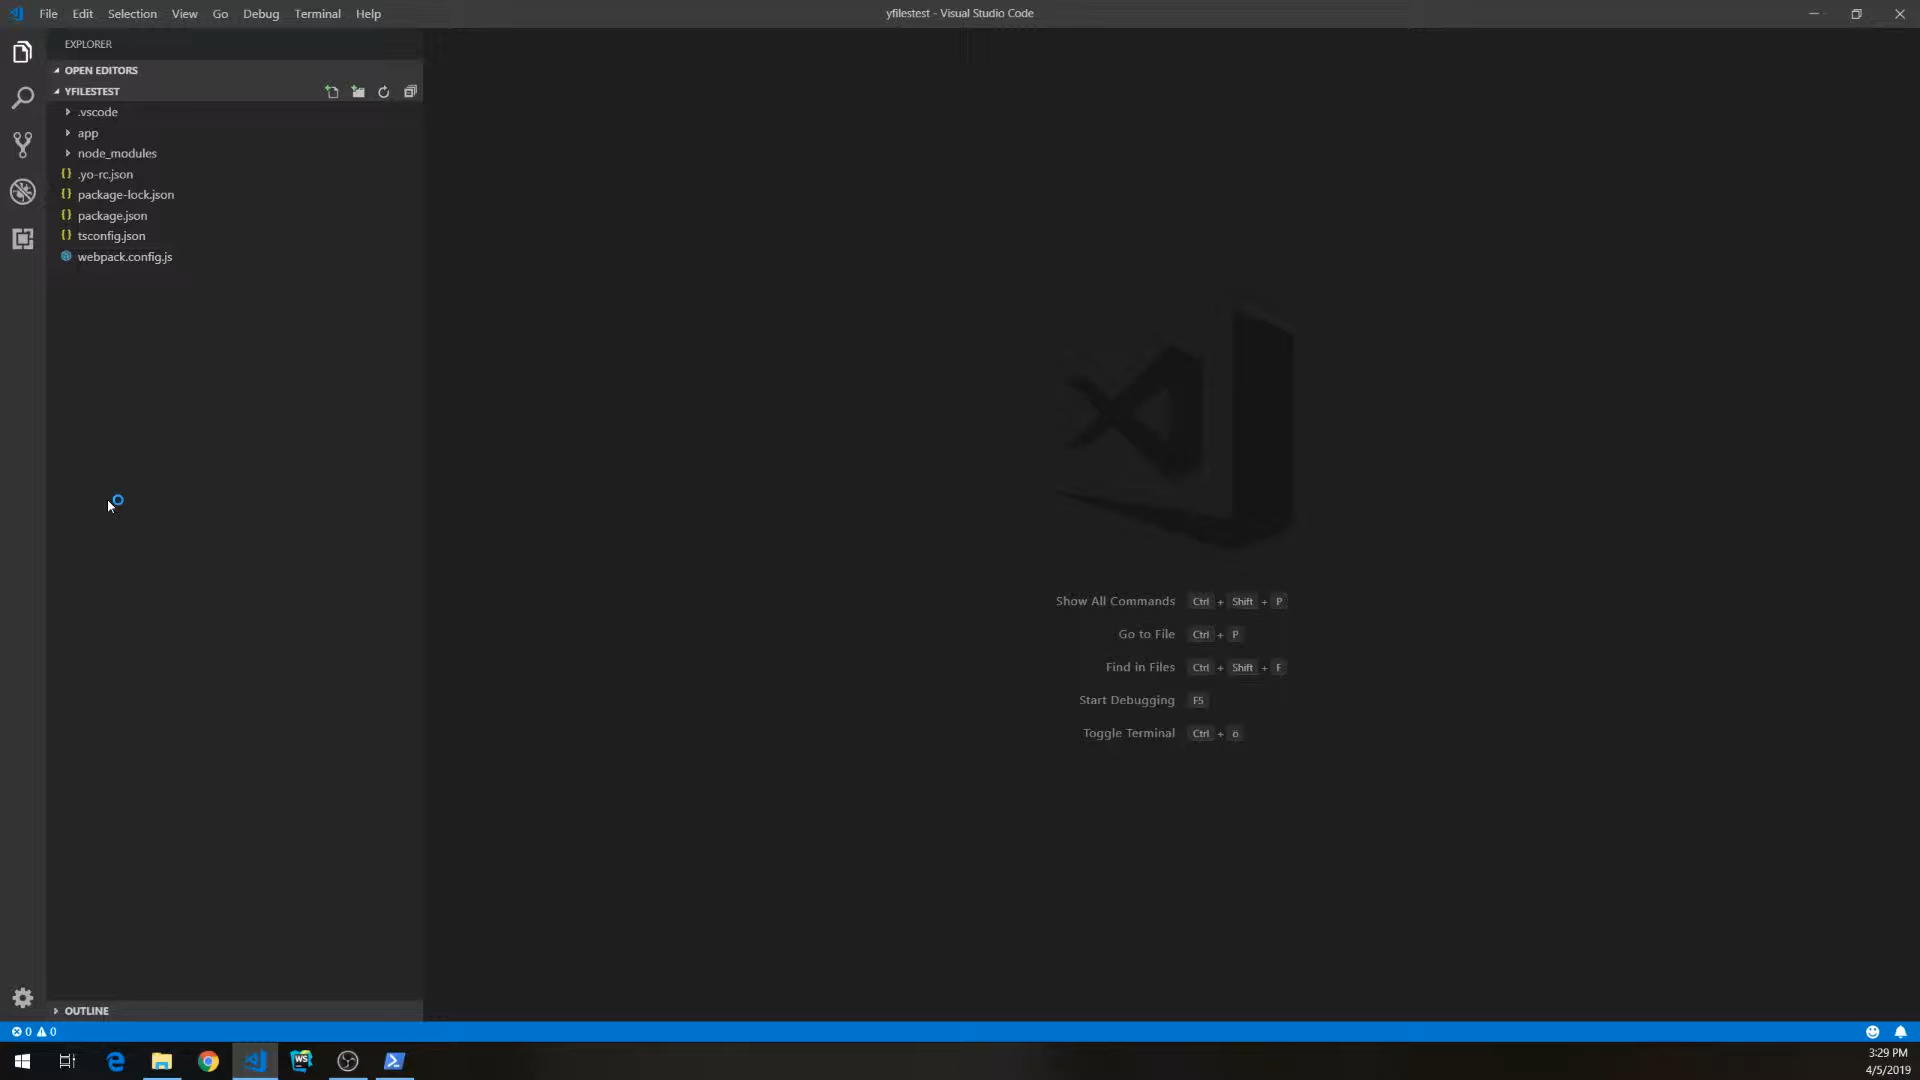 File Edit Selection View Go Debug Terminal Help
yfilestest - Visual Studio Code
EXPLORER
OPEN EDITORS
YFILESTEST
.vscode
app
node_modules
{} .yo-rc.json
{} package-lock.json
{} package.json
{} tsconfig.json
webpack.config.js
Show All Commands Ctrl + Shift + P
Go to File Ctrl + P
Find in Files Ctrl + Shift + F
Start Debugging F5
Toggle Terminal Ctrl + ö
OUTLINE
0 0
WS
3:29 PM
4/5/2019